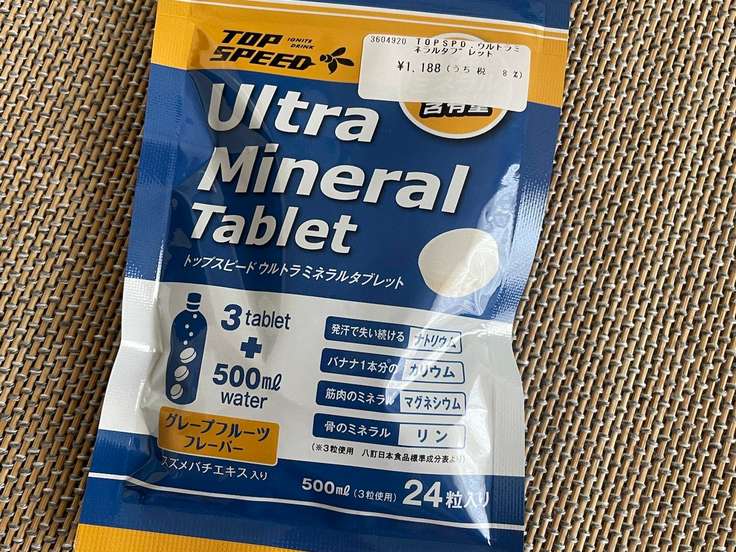 TOP
SPEED
IGNITE
DRINK
3604920 TOPSPD.ウルトラミ
ネラルタブレット
¥1,188(うち税 8%)
含有量
Ultra
Mineral
Tablet
トップスピードウルトラミネラルタブレット
3 tablet
+
500ml
water
発汗で失い続ける ナトリウム
バナナ1本分の カリウム
筋肉のミネラル マグネシウム
骨のミネラル リン
(※3粒使用 八訂日本食品標準成分表より)
グレープフルーツ
フレーバー
スズメバチエキス入り
500ml(3粒使用) 24粒入り